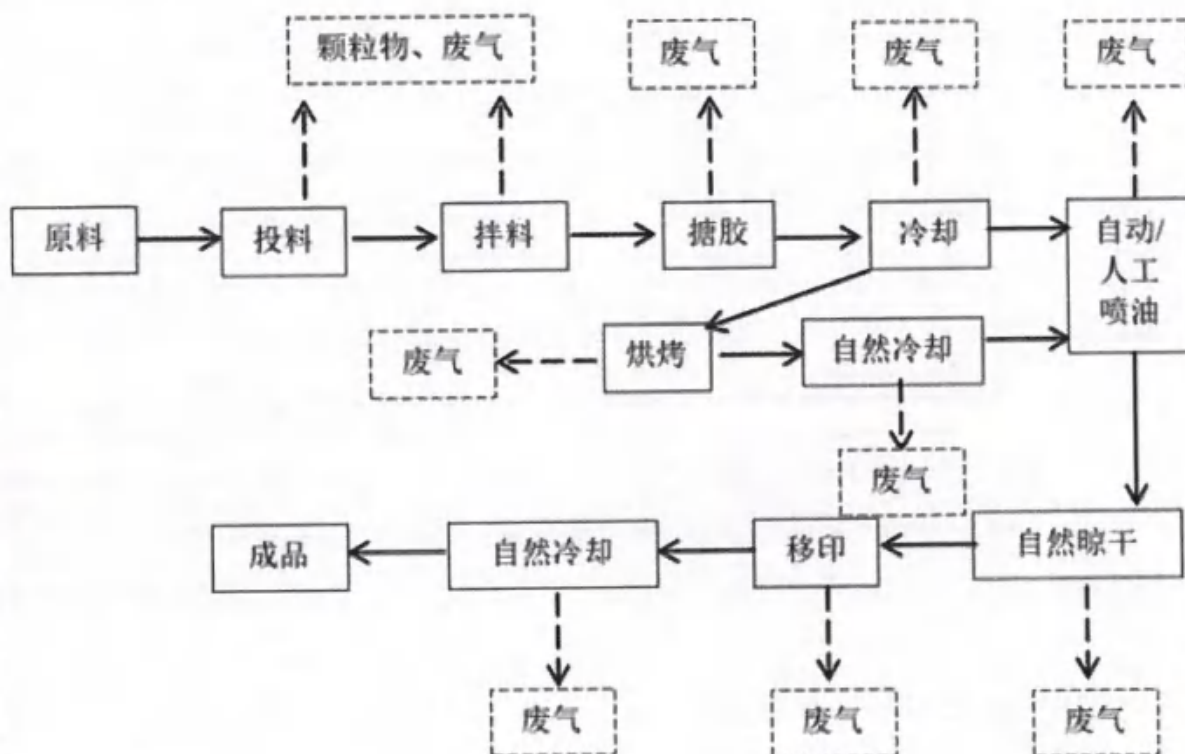 颗粒物、废气
废气
废气
废气
原料
投料
拌料
搪胶
冷却
自动/
人工
喷油
废气
烘烤
自然冷却
废气
成品
自然冷却
移印
自然晾干
废气
废气
废气